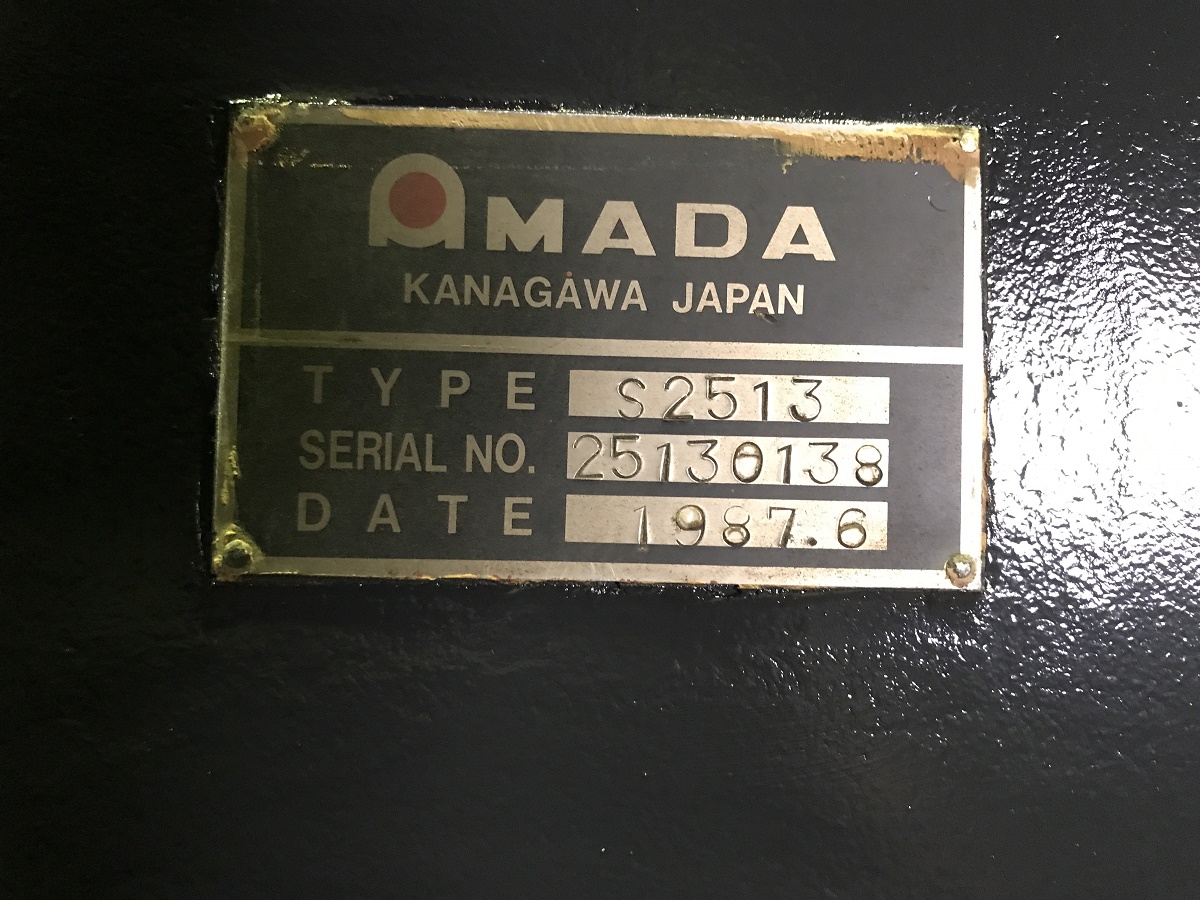 AMADA
KANAGAWA JAPAN
TYPE S2513
SERIAL NO. 25130138
DATE 1987.6